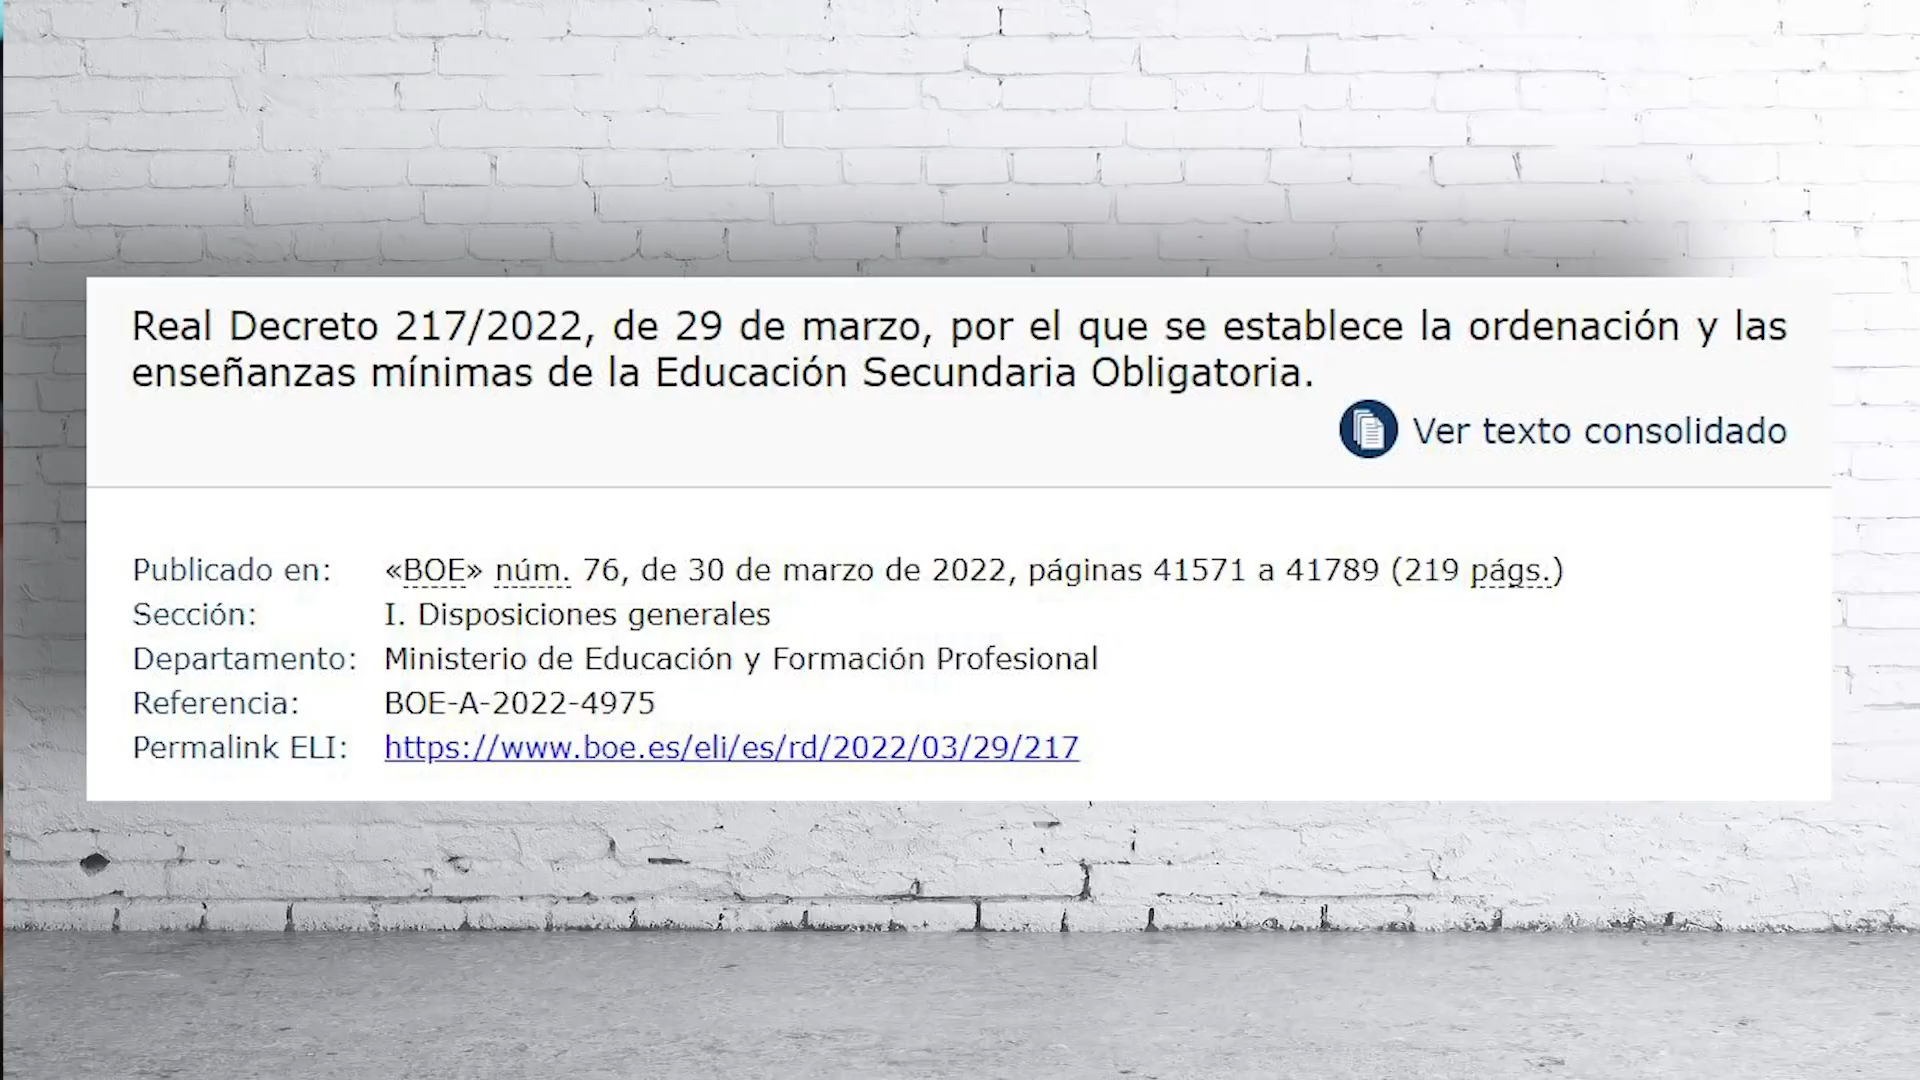 Real Decreto 217/2022, de 29 de marzo, por el que se establece la ordenación y las
enseñanzas mínimas de la Educación Secundaria Obligatoria.
Ver texto consolidado
Publicado en: «BOE» núm. 76, de 30 de marzo de 2022, páginas 41571 a 41789 (219 págs.)
Sección: I. Disposiciones generales
Departamento: Ministerio de Educación y Formación Profesional
Referencia: BOE-A-2022-4975
Permalink ELI: https://www.boe.es/eli/es/rd/2022/03/29/217